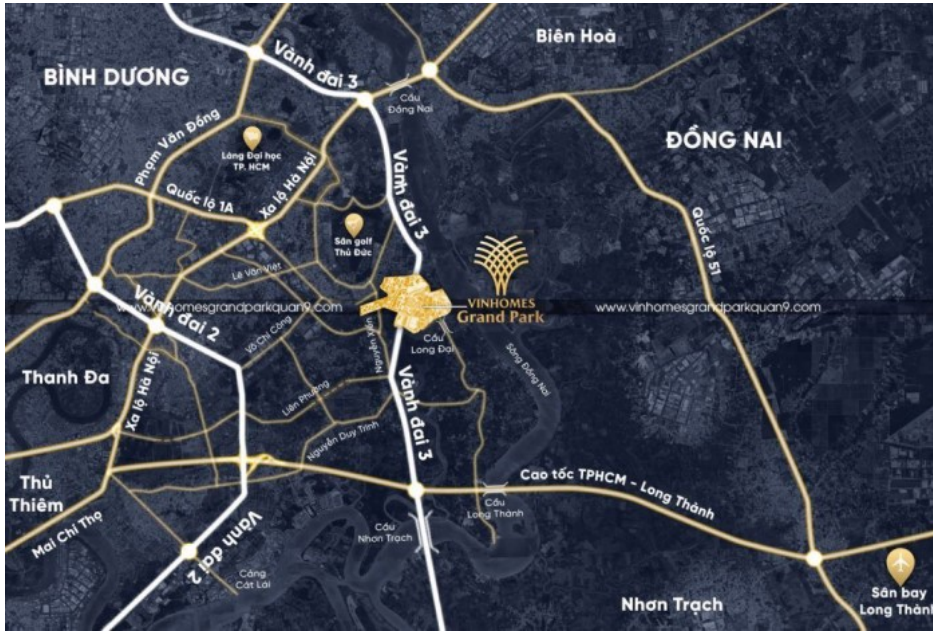 Biên Hoà
Vành đai 3
BÌNH DƯƠNG
Cầu
Đồng Nai
Phạm Văn Đồng
Làng Đại học
TP. HCM
ĐỒNG NAI
Xa lộ Hà Nội
Vành đai 3
Quốc lộ 1A
Quốc lộ 51
Sân golf
Thủ Đức
Lê Văn Việt
VINHOMES
Grand Park
www.vinhomesgrandparkquan9.com
www.vinhomesgrandparkquan9.com
Vành đai 2
Võ Chí Công
Nguyễn Xiển
Cầu
Long Đại
Sông Đồng Nai
Thanh Đa
Xa lộ Hà Nội
Liên Phường
Vành đai 3
Nguyễn Duy Trinh
Cao tốc TPHCM - Long Thành
Thủ
Thiêm
Cầu
Long Thành
Mai Chí Thọ
Vành đai 2
Cầu
Nhơn Trạch
Cảng
Cát Lái
Nhơn Trạch
Sân bay
Long Thành